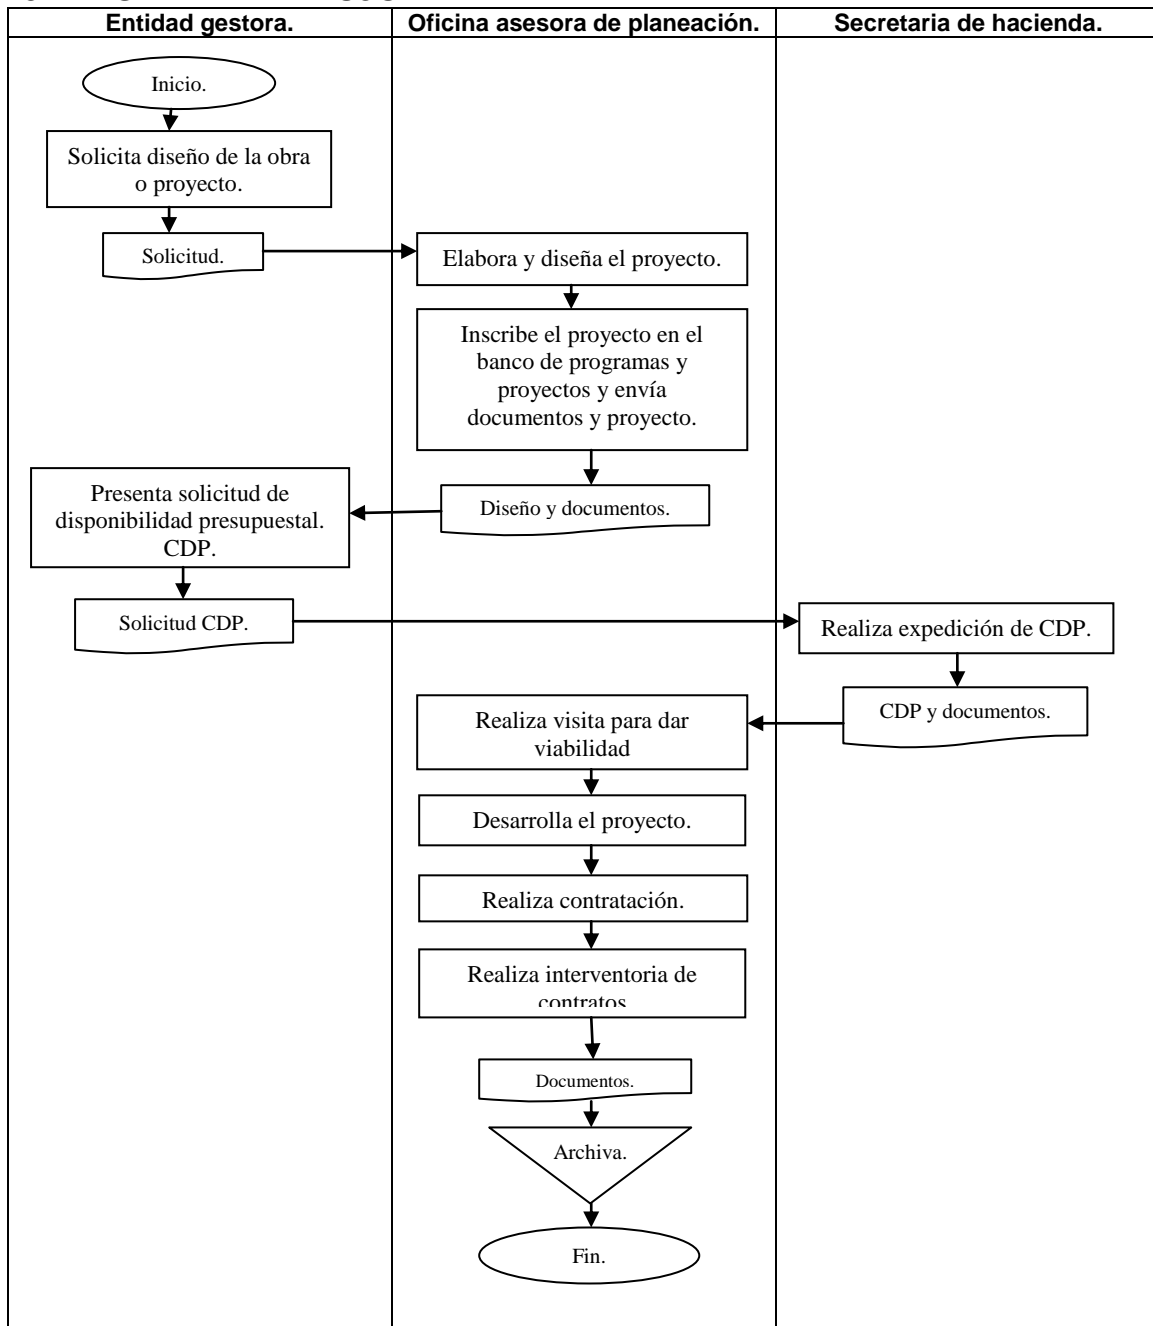 Entidad gestora.
Oficina asesora de planeación.
Secretaria de hacienda.
Inicio.
Solicita diseño de la obra
o proyecto.
Solicitud.
Elabora y diseña el proyecto.
Inscribe el proyecto en el
banco de programas y
proyectos y envía
documentos y proyecto.
Diseño y documentos.
Presenta solicitud de
disponibilidad presupuestal.
CDP.
Solicitud CDP.
Realiza expedición de CDP.
CDP y documentos.
Realiza visita para dar
viabilidad
Desarrolla el proyecto.
Realiza contratación.
Realiza interventoria de
contratos
Documentos.
Archiva.
Fin.